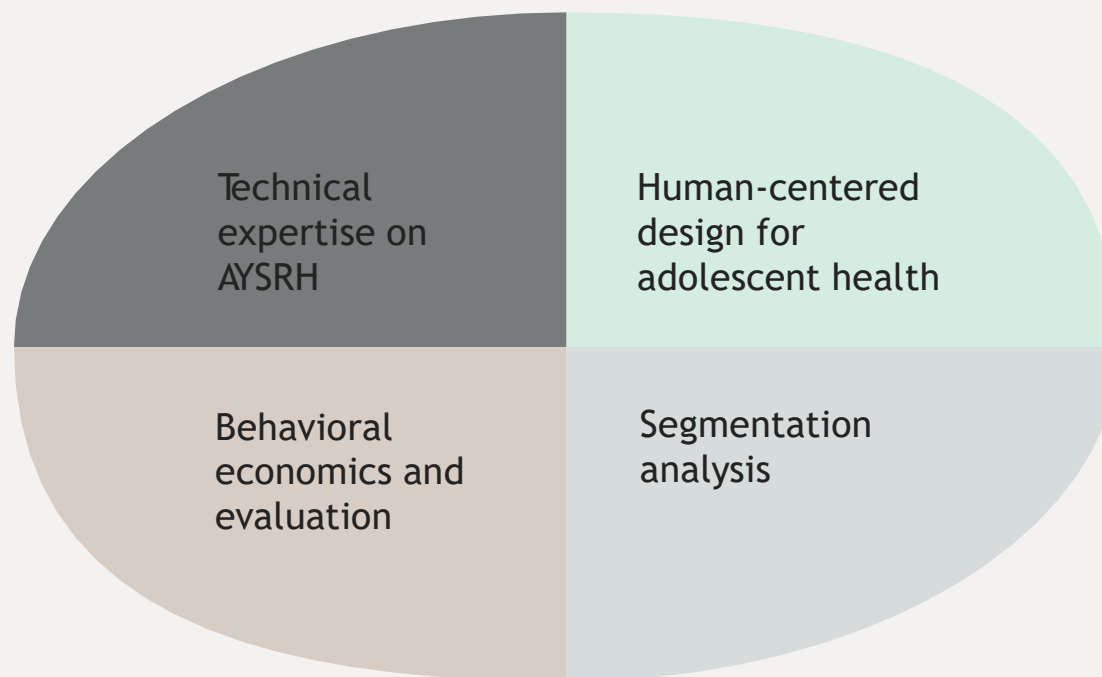 Technical
expertise on
AYSRH
Human-centered
design for
adolescent health
Behavioral
economics and
evaluation
Segmentation
analysis